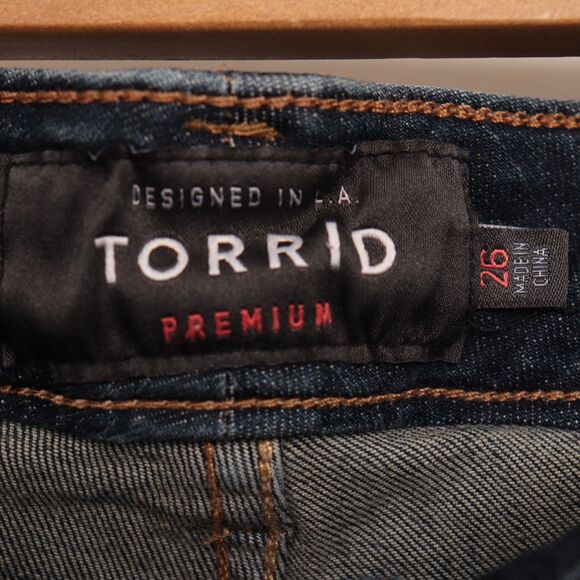 DESIGNED IN L.A.
TORRID
PREMIUM
26
MADE IN
CHINA